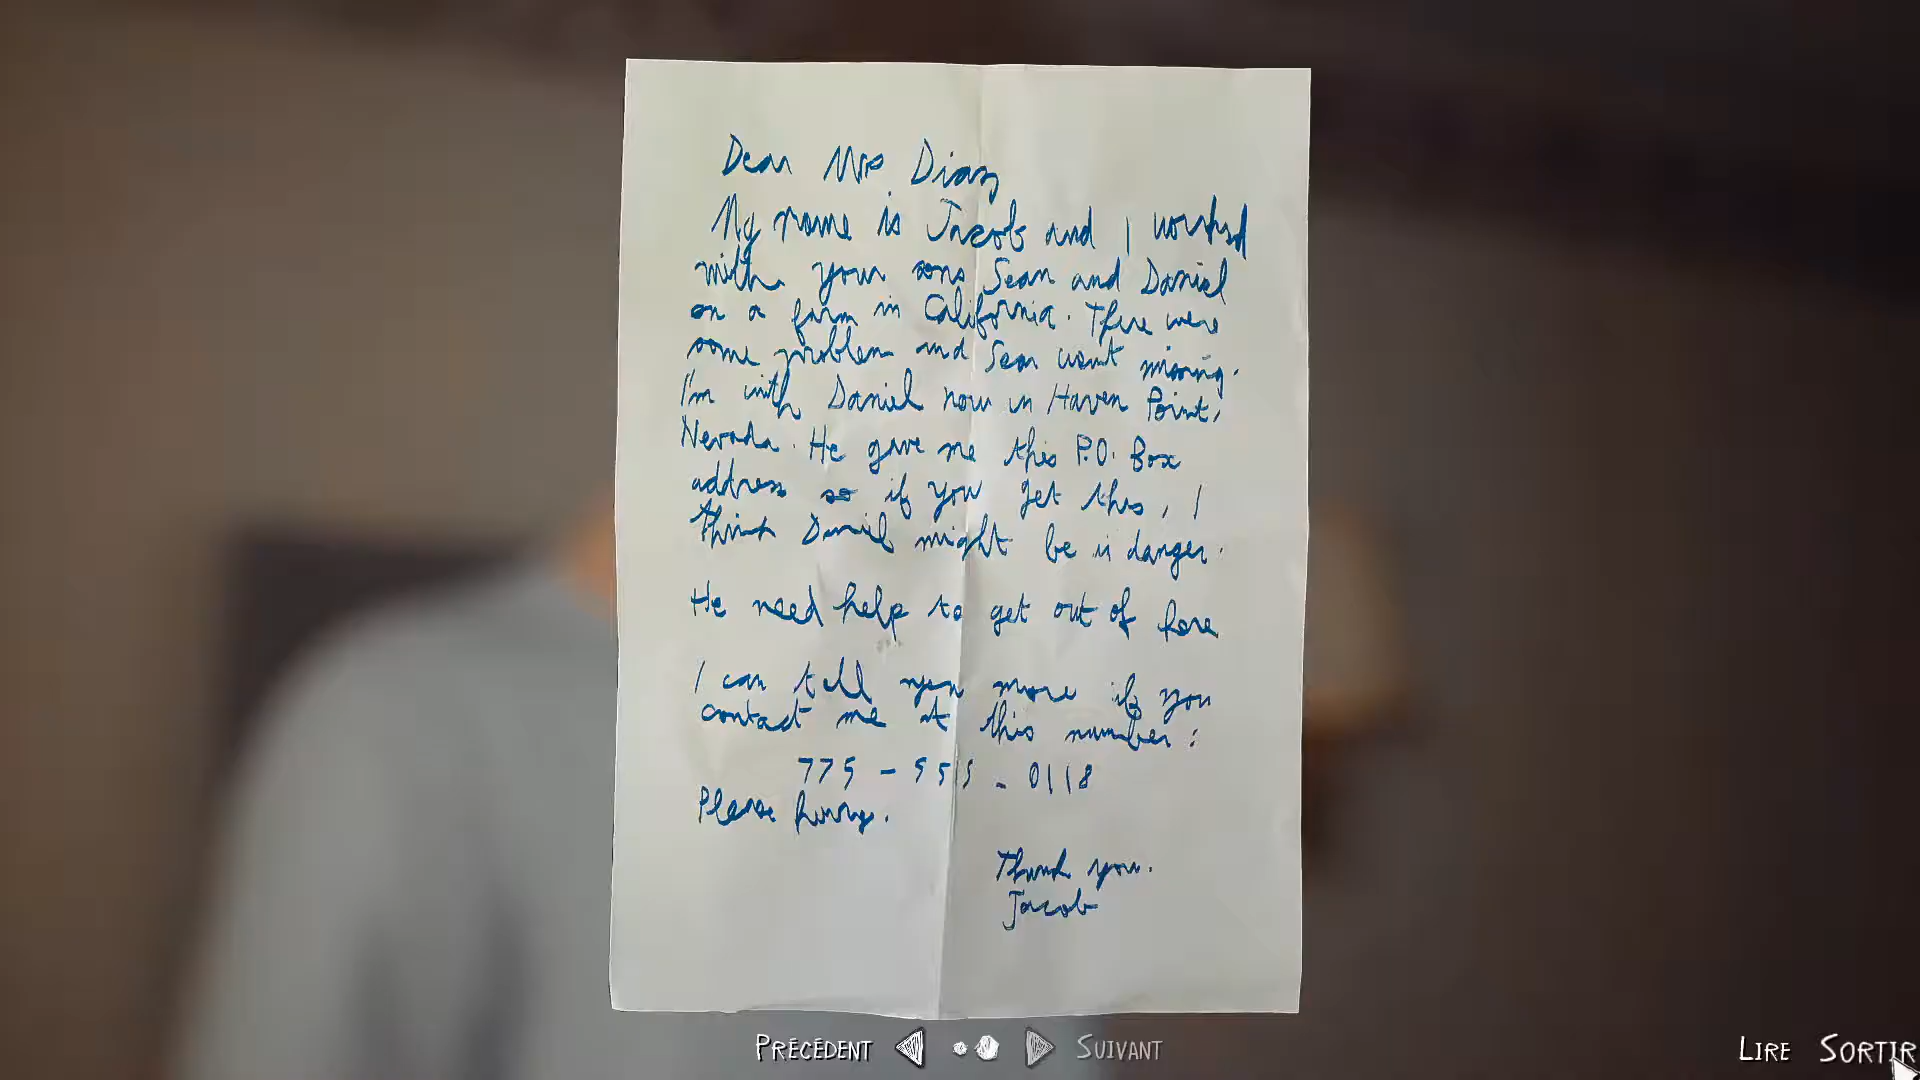 Dear Mrs Diaz
My name is Jacob and I worked
with your sons Sean and Daniel
on a farm in California. There were
some problem and Sean went missing.
I'm with Daniel now in Haven Point,
Nevada. He gave me this P.O. Box
address so if you get this, I
think Daniel might be in danger.
He need help to get out of here
I can tell you more if you
contact me at this number:
775 - 555 - 0118
Please hurry.
Thank you.
Jacob
PRÉCÉDENT SUIVANT
LIRE SORTIR